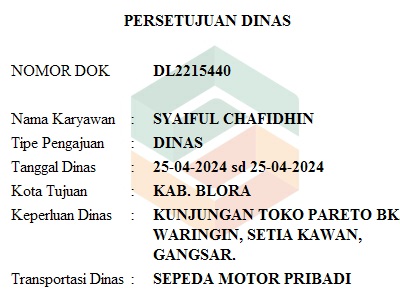 PERSETUJUAN DINAS
NOMOR DOK DL2215440
Nama Karyawan : SYAIFUL CHAFIDHIN
Tipe Pengajuan : DINAS
Tanggal Dinas : 25-04-2024 sd 25-04-2024
Kota Tujuan : KAB. BLORA
Keperluan Dinas : KUNJUNGAN TOKO PARETO BK
WARINGIN, SETIA KAWAN,
GANGSAR.
Transportasi Dinas : SEPEDA MOTOR PRIBADI